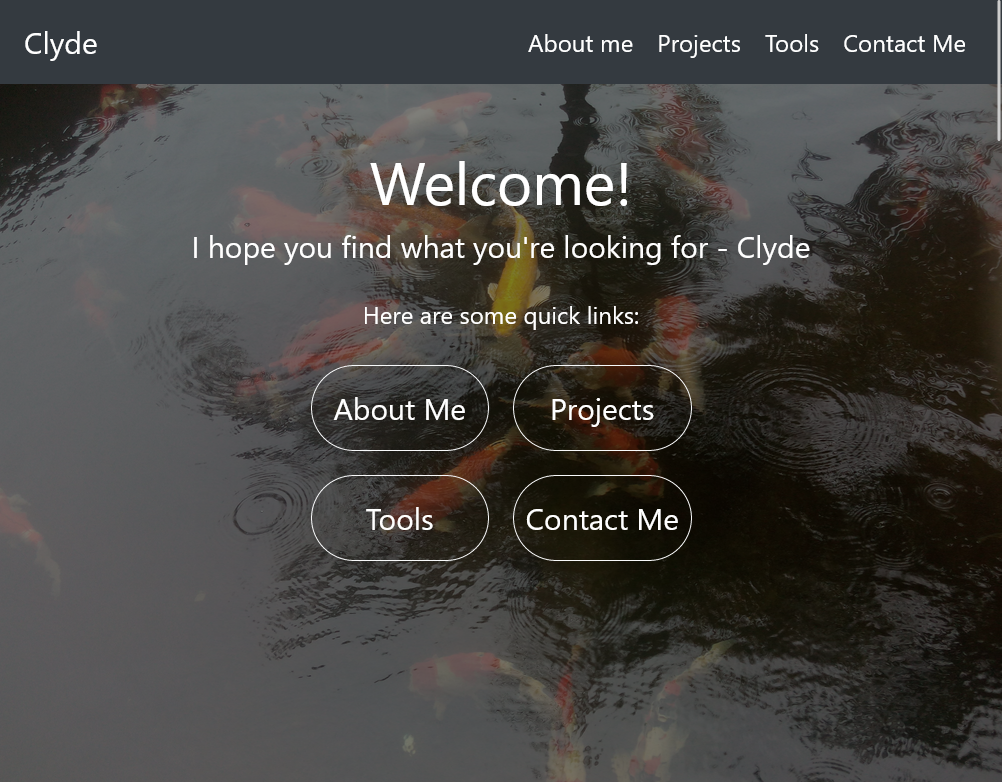 Clyde
About me Projects Tools Contact Me
Welcome!
I hope you find what you're looking for - Clyde
Here are some quick links:
About Me Projects
Tools Contact Me